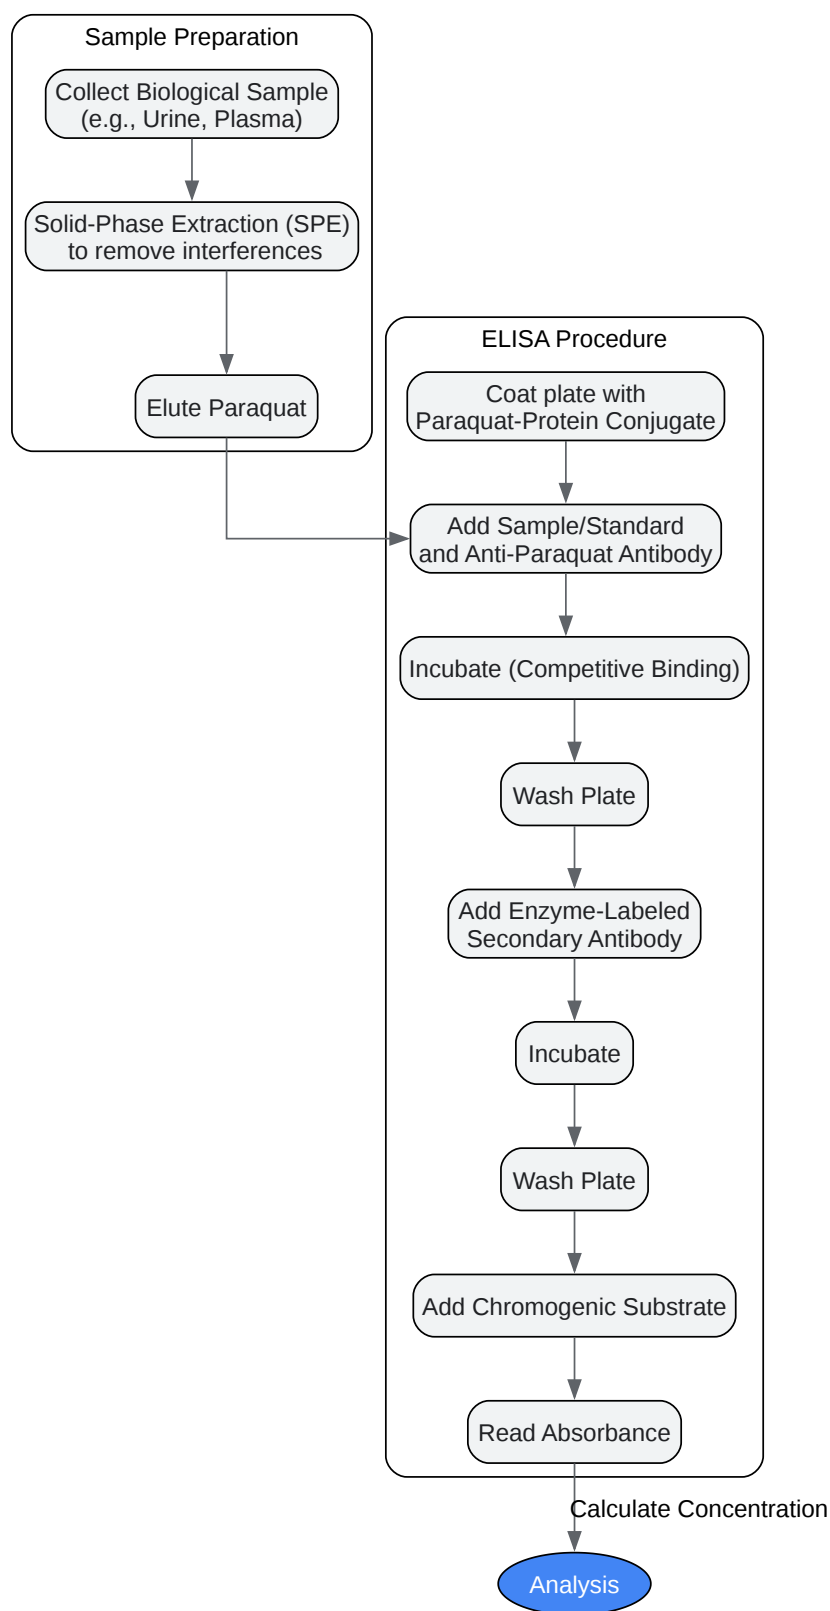 Sample Preparation
Collect Biological Sample
(e.g., Urine, Plasma)
Solid-Phase Extraction (SPE)
to remove interferences
Elute Paraquat
ELISA Procedure
Coat plate with
Paraquat-Protein Conjugate
Add Sample/Standard
and Anti-Paraquat Antibody
Incubate (Competitive Binding)
Wash Plate
Add Enzyme-Labeled
Secondary Antibody
Incubate
Wash Plate
Add Chromogenic Substrate
Read Absorbance
Calculate Concentration
Analysis